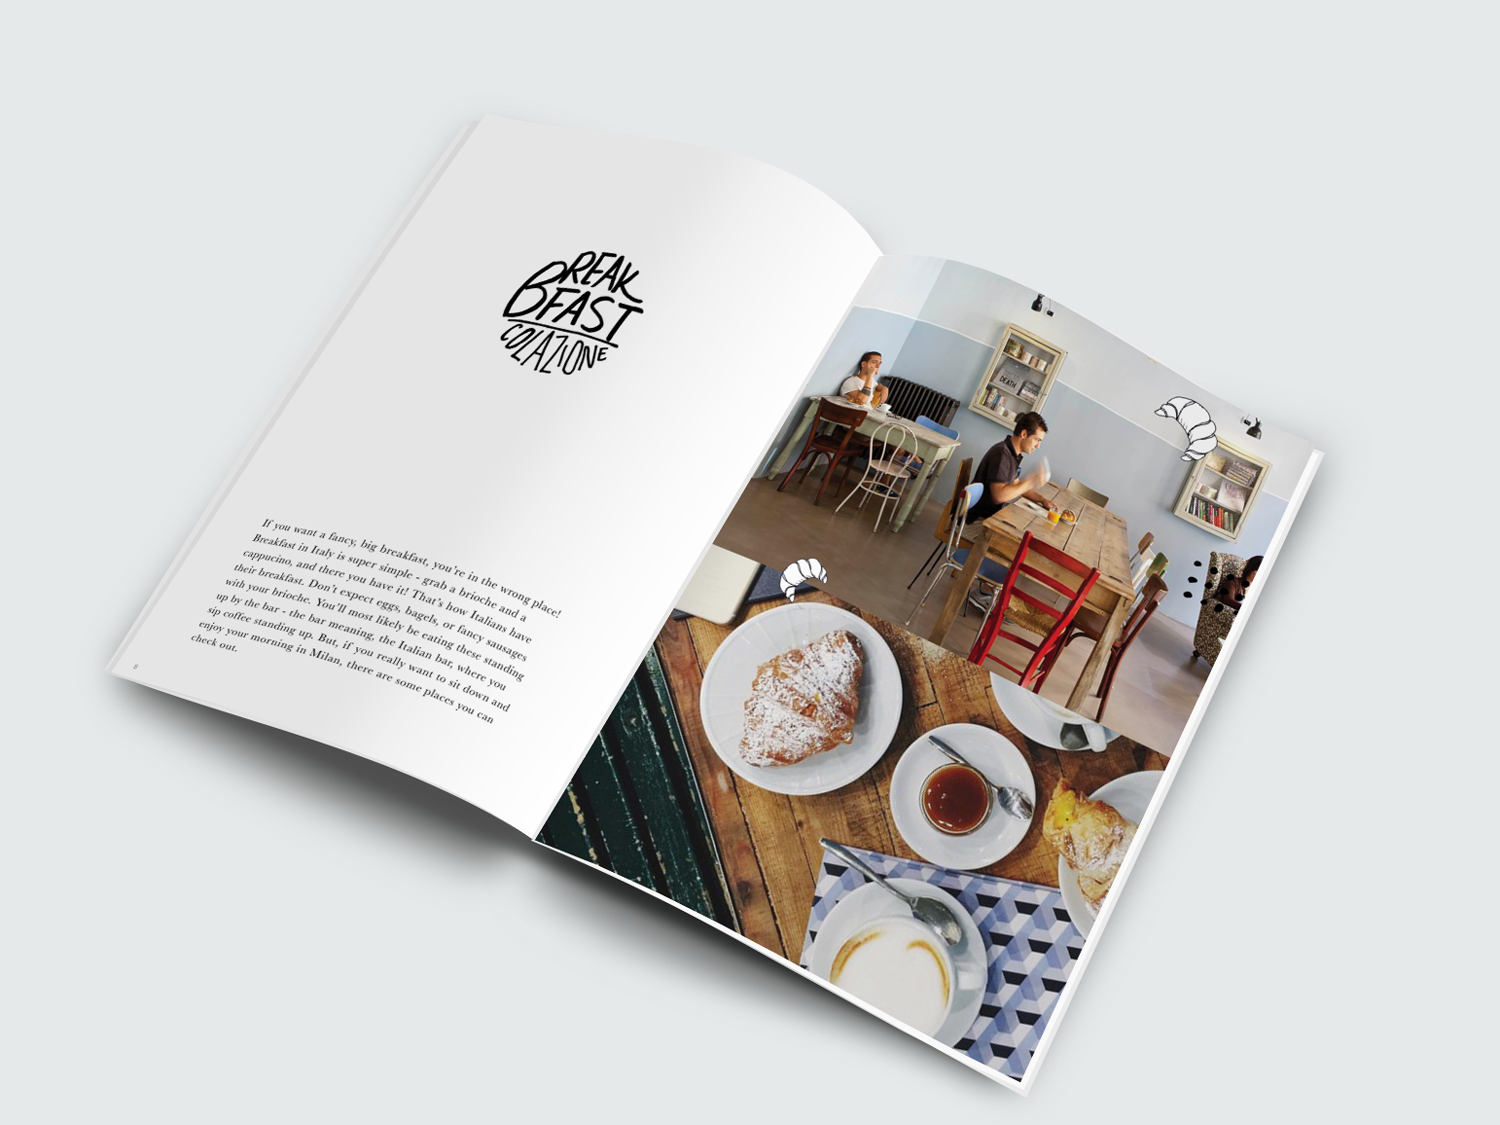 BREAK
FAST
COLAZIONE
If you want a fancy, big breakfast, you're in the wrong place!
Breakfast in Italy is super simple - grab a brioche and a
cappucino, and there you have it! That's how Italians have
their breakfast. Don't expect eggs, bagels, or fancy sausages
with your brioche. You'll most likely be eating these standing
up by the bar - the bar meaning, the Italian bar, where you
sip coffee standing up. But, if you really want to sit down and
enjoy your morning in Milan, there are some places you can
check out.
8
DEATH